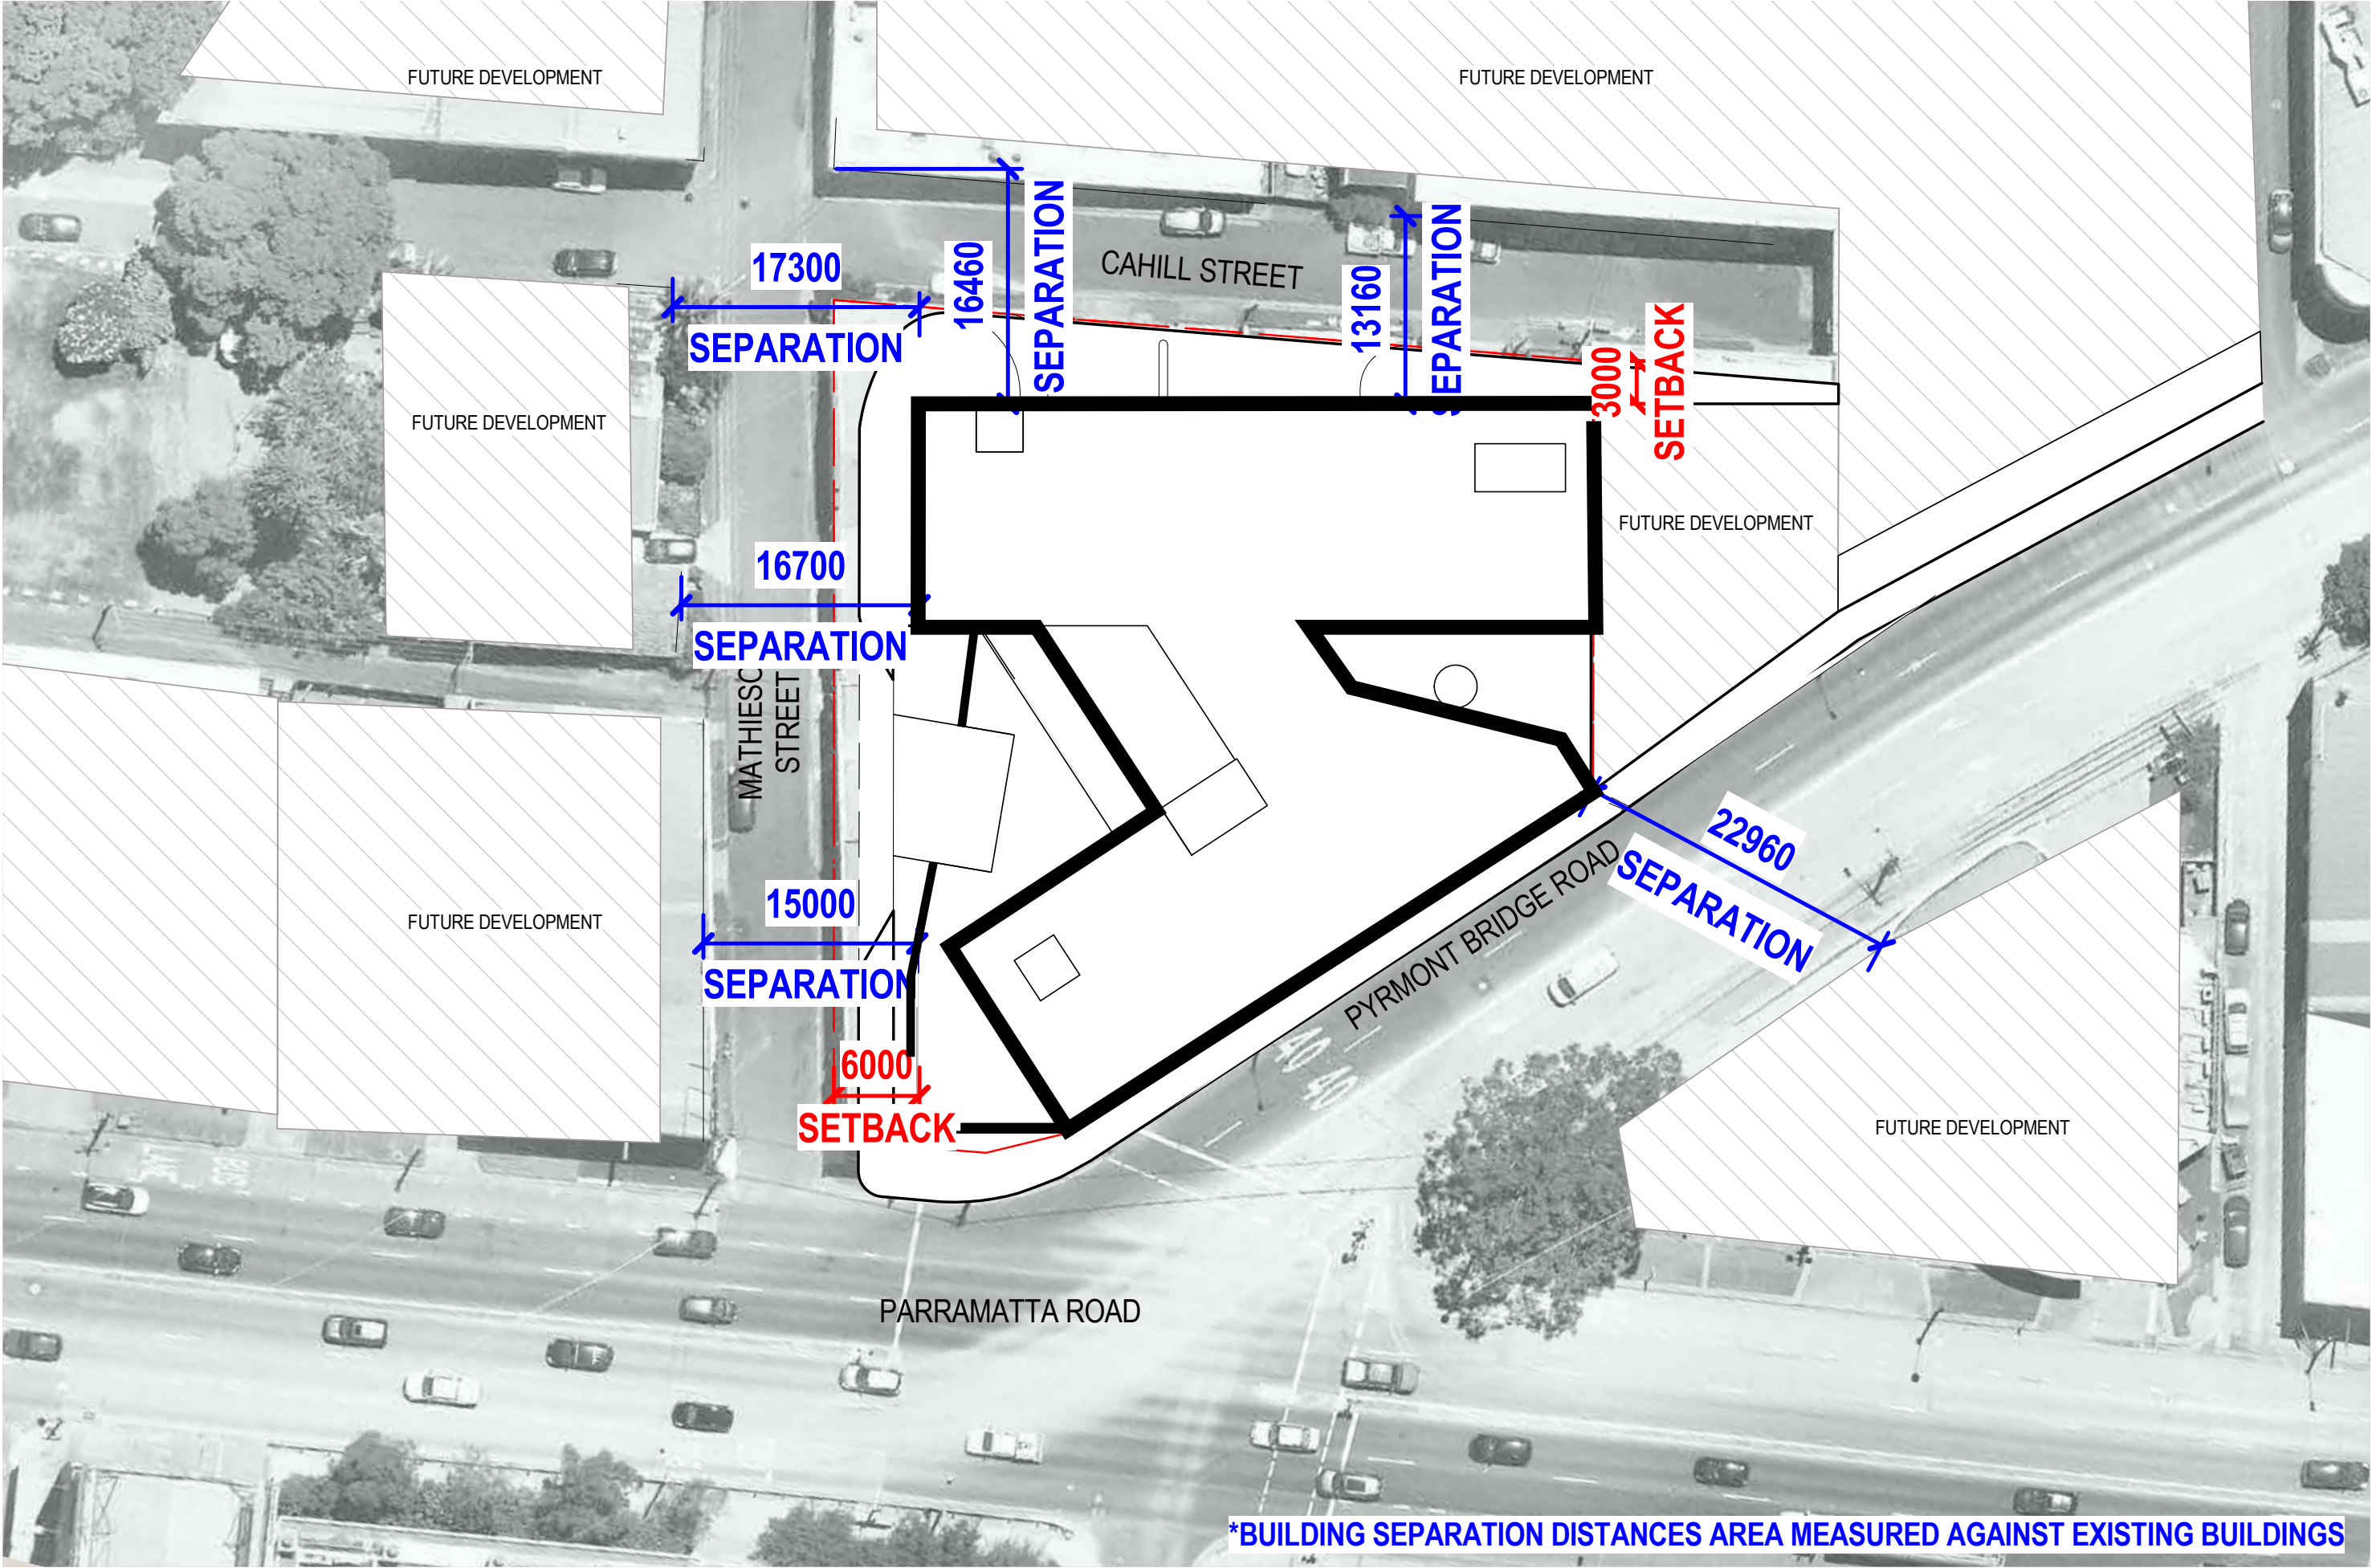 FUTURE DEVELOPMENT
FUTURE DEVELOPMENT
17300
SEPARATION
16460
SEPARATION
CAHILL STREET
13160
SEPARATION
3000
SETBACK
FUTURE DEVELOPMENT
FUTURE DEVELOPMENT
16700
SEPARATION
MATHIESO
STREET
22960
SEPARATION
PYRMONT BRIDGE ROAD
15000
SEPARATION
FUTURE DEVELOPMENT
6000
SETBACK
FUTURE DEVELOPMENT
PARRAMATTA ROAD
*BUILDING SEPARATION DISTANCES AREA MEASURED AGAINST EXISTING BUILDINGS